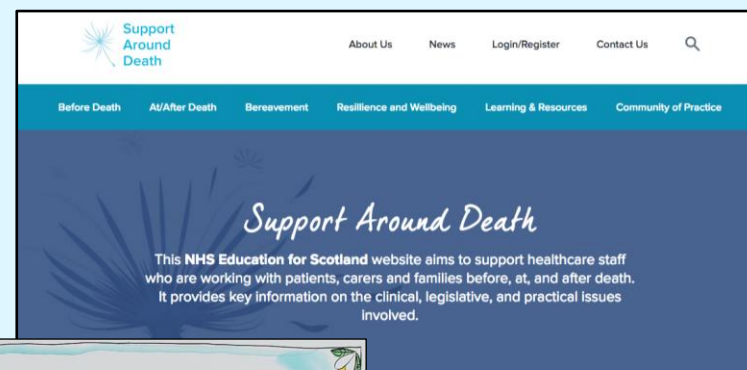 Support
Around
Death
About Us News Login/Register Contact Us
Before Death At/After Death Bereavement Resillience and Wellbeing Learning & Resources Community of Practice
Support Around Death
This NHS Education for Scotland website aims to support healthcare staff
who are working with patients, carers and families before, at, and after death.
It provides key information on the clinical, legislative, and practical issues
involved.